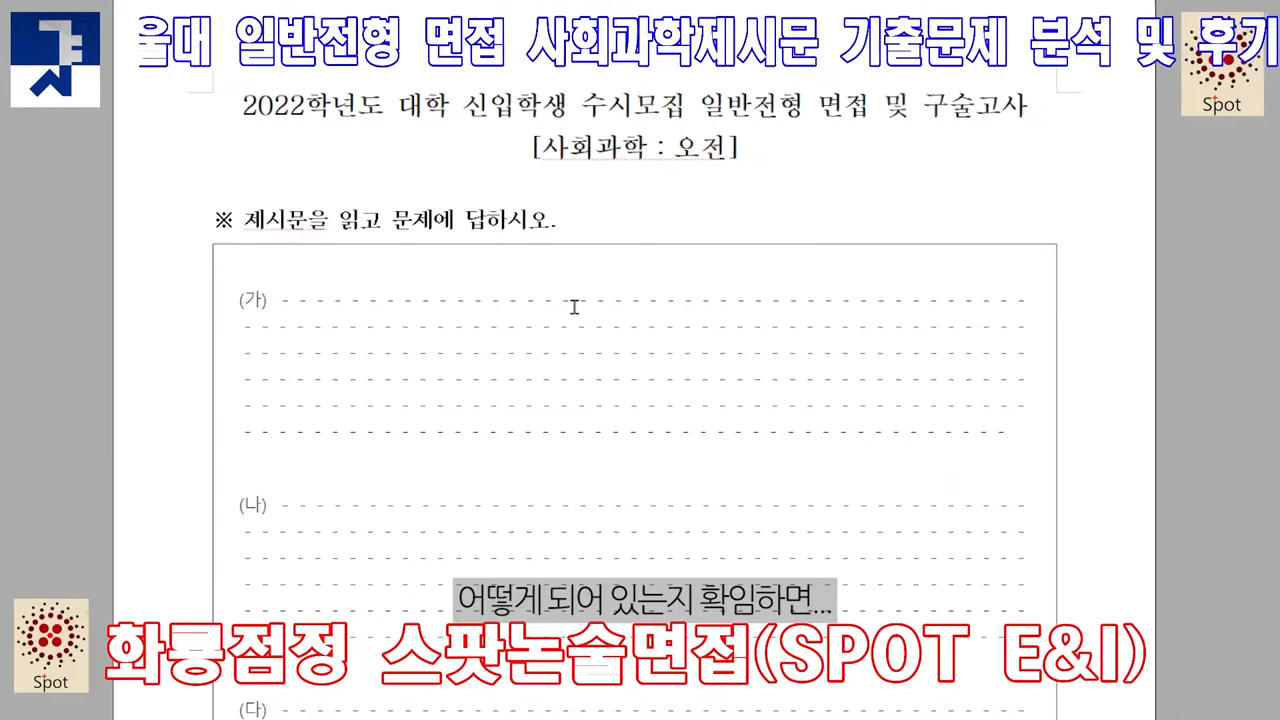 울대 일반전형 면접 사회과학제시문 기출문제 분석 및 후기
Spot
2022학년도 대학 신입학생 수시모집 일반전형 면접 및 구술고사
[사회과학 : 오전]
※ 제시문을 읽고 문제에 답하시오.
(가)
(나)
어떻게 되어 있는지 확임하면...
화룡점정 스팟논술면접(SPOT E&I)
Spot
(다)